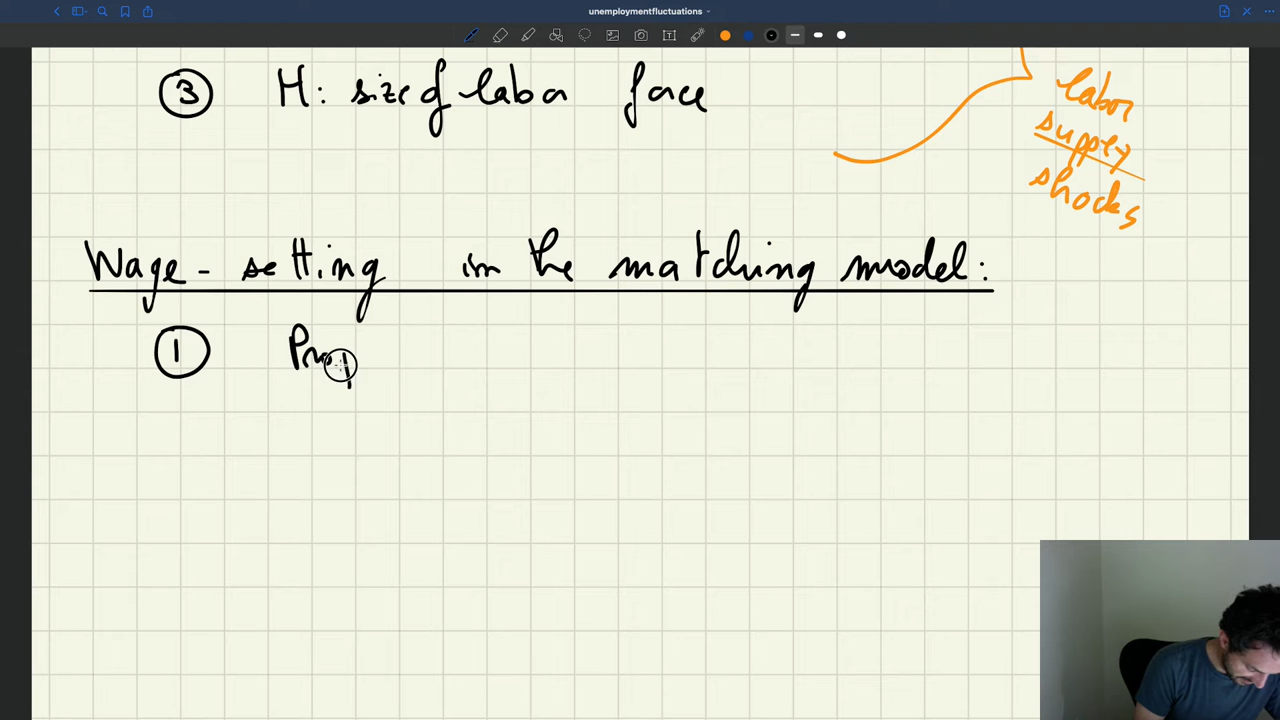 unemploymentfluctuations
③ H: size of labor force
labor
supply
shocks
Wage-setting in the matching model:
①